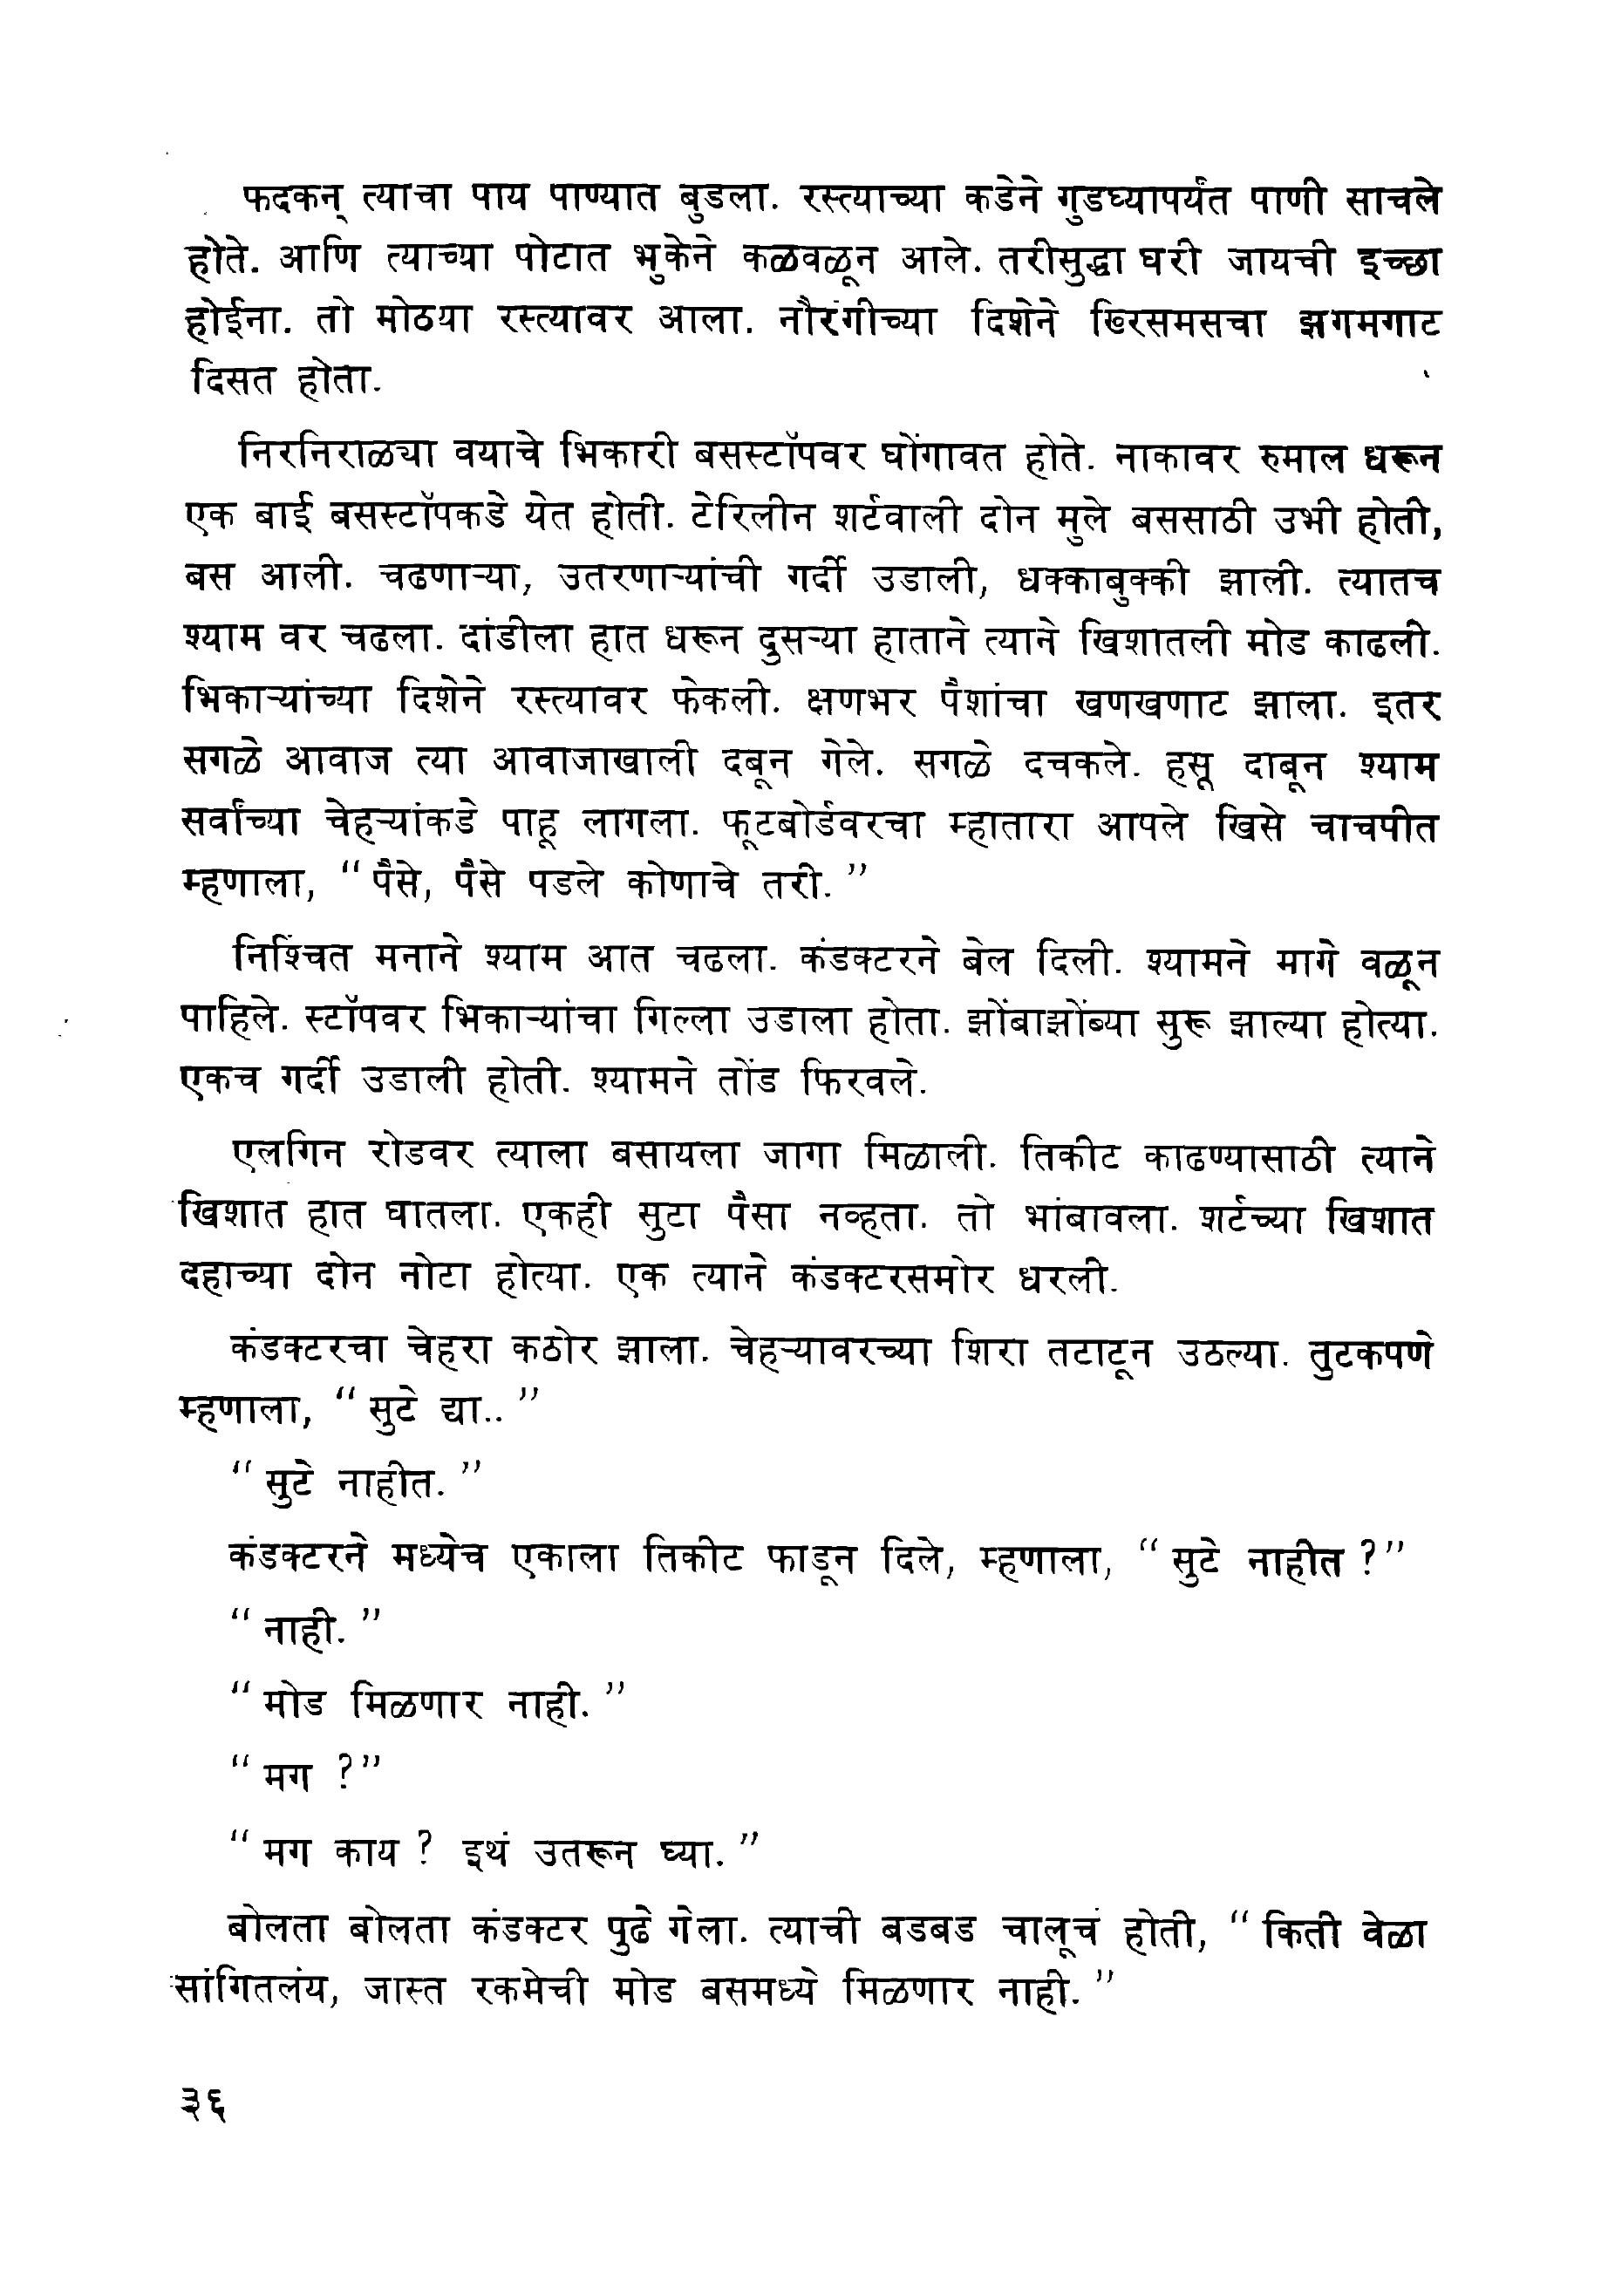 फदकन् त्याचा पाय पाण्यात बुडला. रस्त्याच्या कडेने गुडघ्यापर्यंत पाणी साचले
होते. आणि त्याच्या पोटात भुकेने कळवळून आले. तरीसुद्धा घरी जायची इच्छा
होईना. तो मोठया रस्त्यावर आला. नौरंगीच्या दिशेने ख्रिसमसचा झगमगाट
दिसत होता.
निरनिराळ्या वयाचे भिकारी बसस्टॉपवर घोंगावत होते. नाकावर रुमाल धरून
एक बाई बसस्टॉपकडे येत होती. टेरिलीन शर्टवाली दोन मुले बससाठी उभी होती,
बस आली. चढणाऱ्या, उतरणाऱ्यांची गर्दी उडाली, धक्काबुक्की झाली. त्यातच
श्याम वर चढला. दांडीला हात धरून दुसऱ्या हाताने त्याने खिशातली मोड काढली.
भिकाऱ्यांच्या दिशेने रस्त्यावर फेकली. क्षणभर पैशांचा खणखणाट झाला. इतर
सगळे आवाज त्या आवाजाखाली दबून गेले. सगळे दचकले. हसू दाबून श्याम
सर्वांच्या चेहऱ्यांकडे पाहू लागला. फूटबोर्डवरचा म्हातारा आपले खिसे चाचपीत
म्हणाला, “ पैसे, पैसे पडले कोणाचे तरी. ”
निश्चिंत मनाने श्याम आत चढला. कंडक्टरने बेल दिली. श्यामने मागे वळून
पाहिले. स्टॉपवर भिकाऱ्यांचा गिल्ला उडाला होता. झोंबाझोंब्या सुरू झाल्या होत्या.
एकच गर्दी उडाली होती. श्यामने तोंड फिरवले.
एलगिन रोडवर त्याला बसायला जागा मिळाली. तिकीट काढण्यासाठी त्याने
खिशात हात घातला. एकही सुटा पैसा नव्हता. तो भांबावला. शर्टच्या खिशात
दहाच्या दोन नोटा होत्या. एक त्याने कंडक्टरसमोर धरली.
कंडक्टरचा चेहरा कठोर झाला. चेहऱ्यावरच्या शिरा तटाटून उठल्या. तुटकपणे
म्हणाला, “ सुटे द्या.. ”
“ सुटे नाहीत. ”
कंडक्टरने मध्येच एकाला तिकीट फाडून दिले, म्हणाला, “ सुटे नाहीत ?”
“ नाही. ”
“ मोड मिळणार नाही. ”
“ मग ?”
“ मग काय ? इथं उतरून घ्या. ”
बोलता बोलता कंडक्टर पुढे गेला. त्याची बडबड चालूच होती, “ किती वेळा
सांगितलंय, जास्त रकमेची मोड बसमध्ये मिळणार नाही. ”
३६